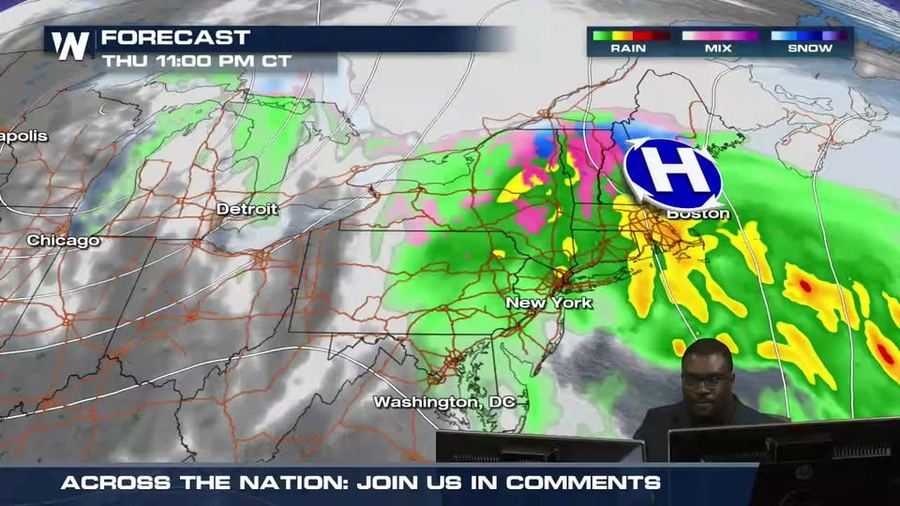 W
FORECAST
THU 11:00 PM CT
RAIN
MIX
SNOW
apolis
H
Detroit
Boston
Chicago
New York
Washington, DC
ACROSS THE NATION: JOIN US IN COMMENTS